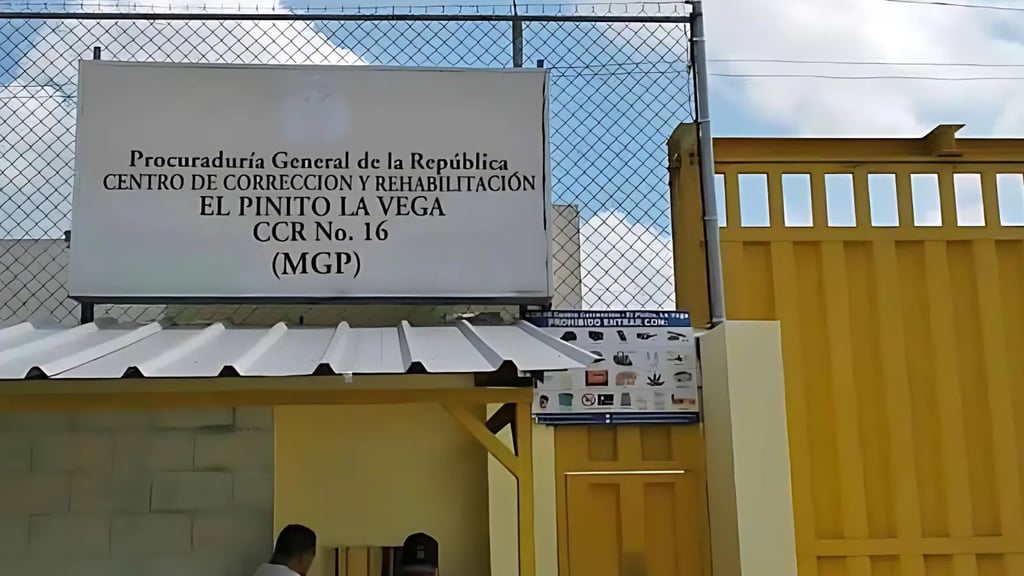 Procuraduría General de la República
CENTRO DE CORRECCION Y REHABILITACIÓN
EL PINITO LA VEGA
CCR No. 16
(MGP)
PROHIBIDO ENTRAR CON: